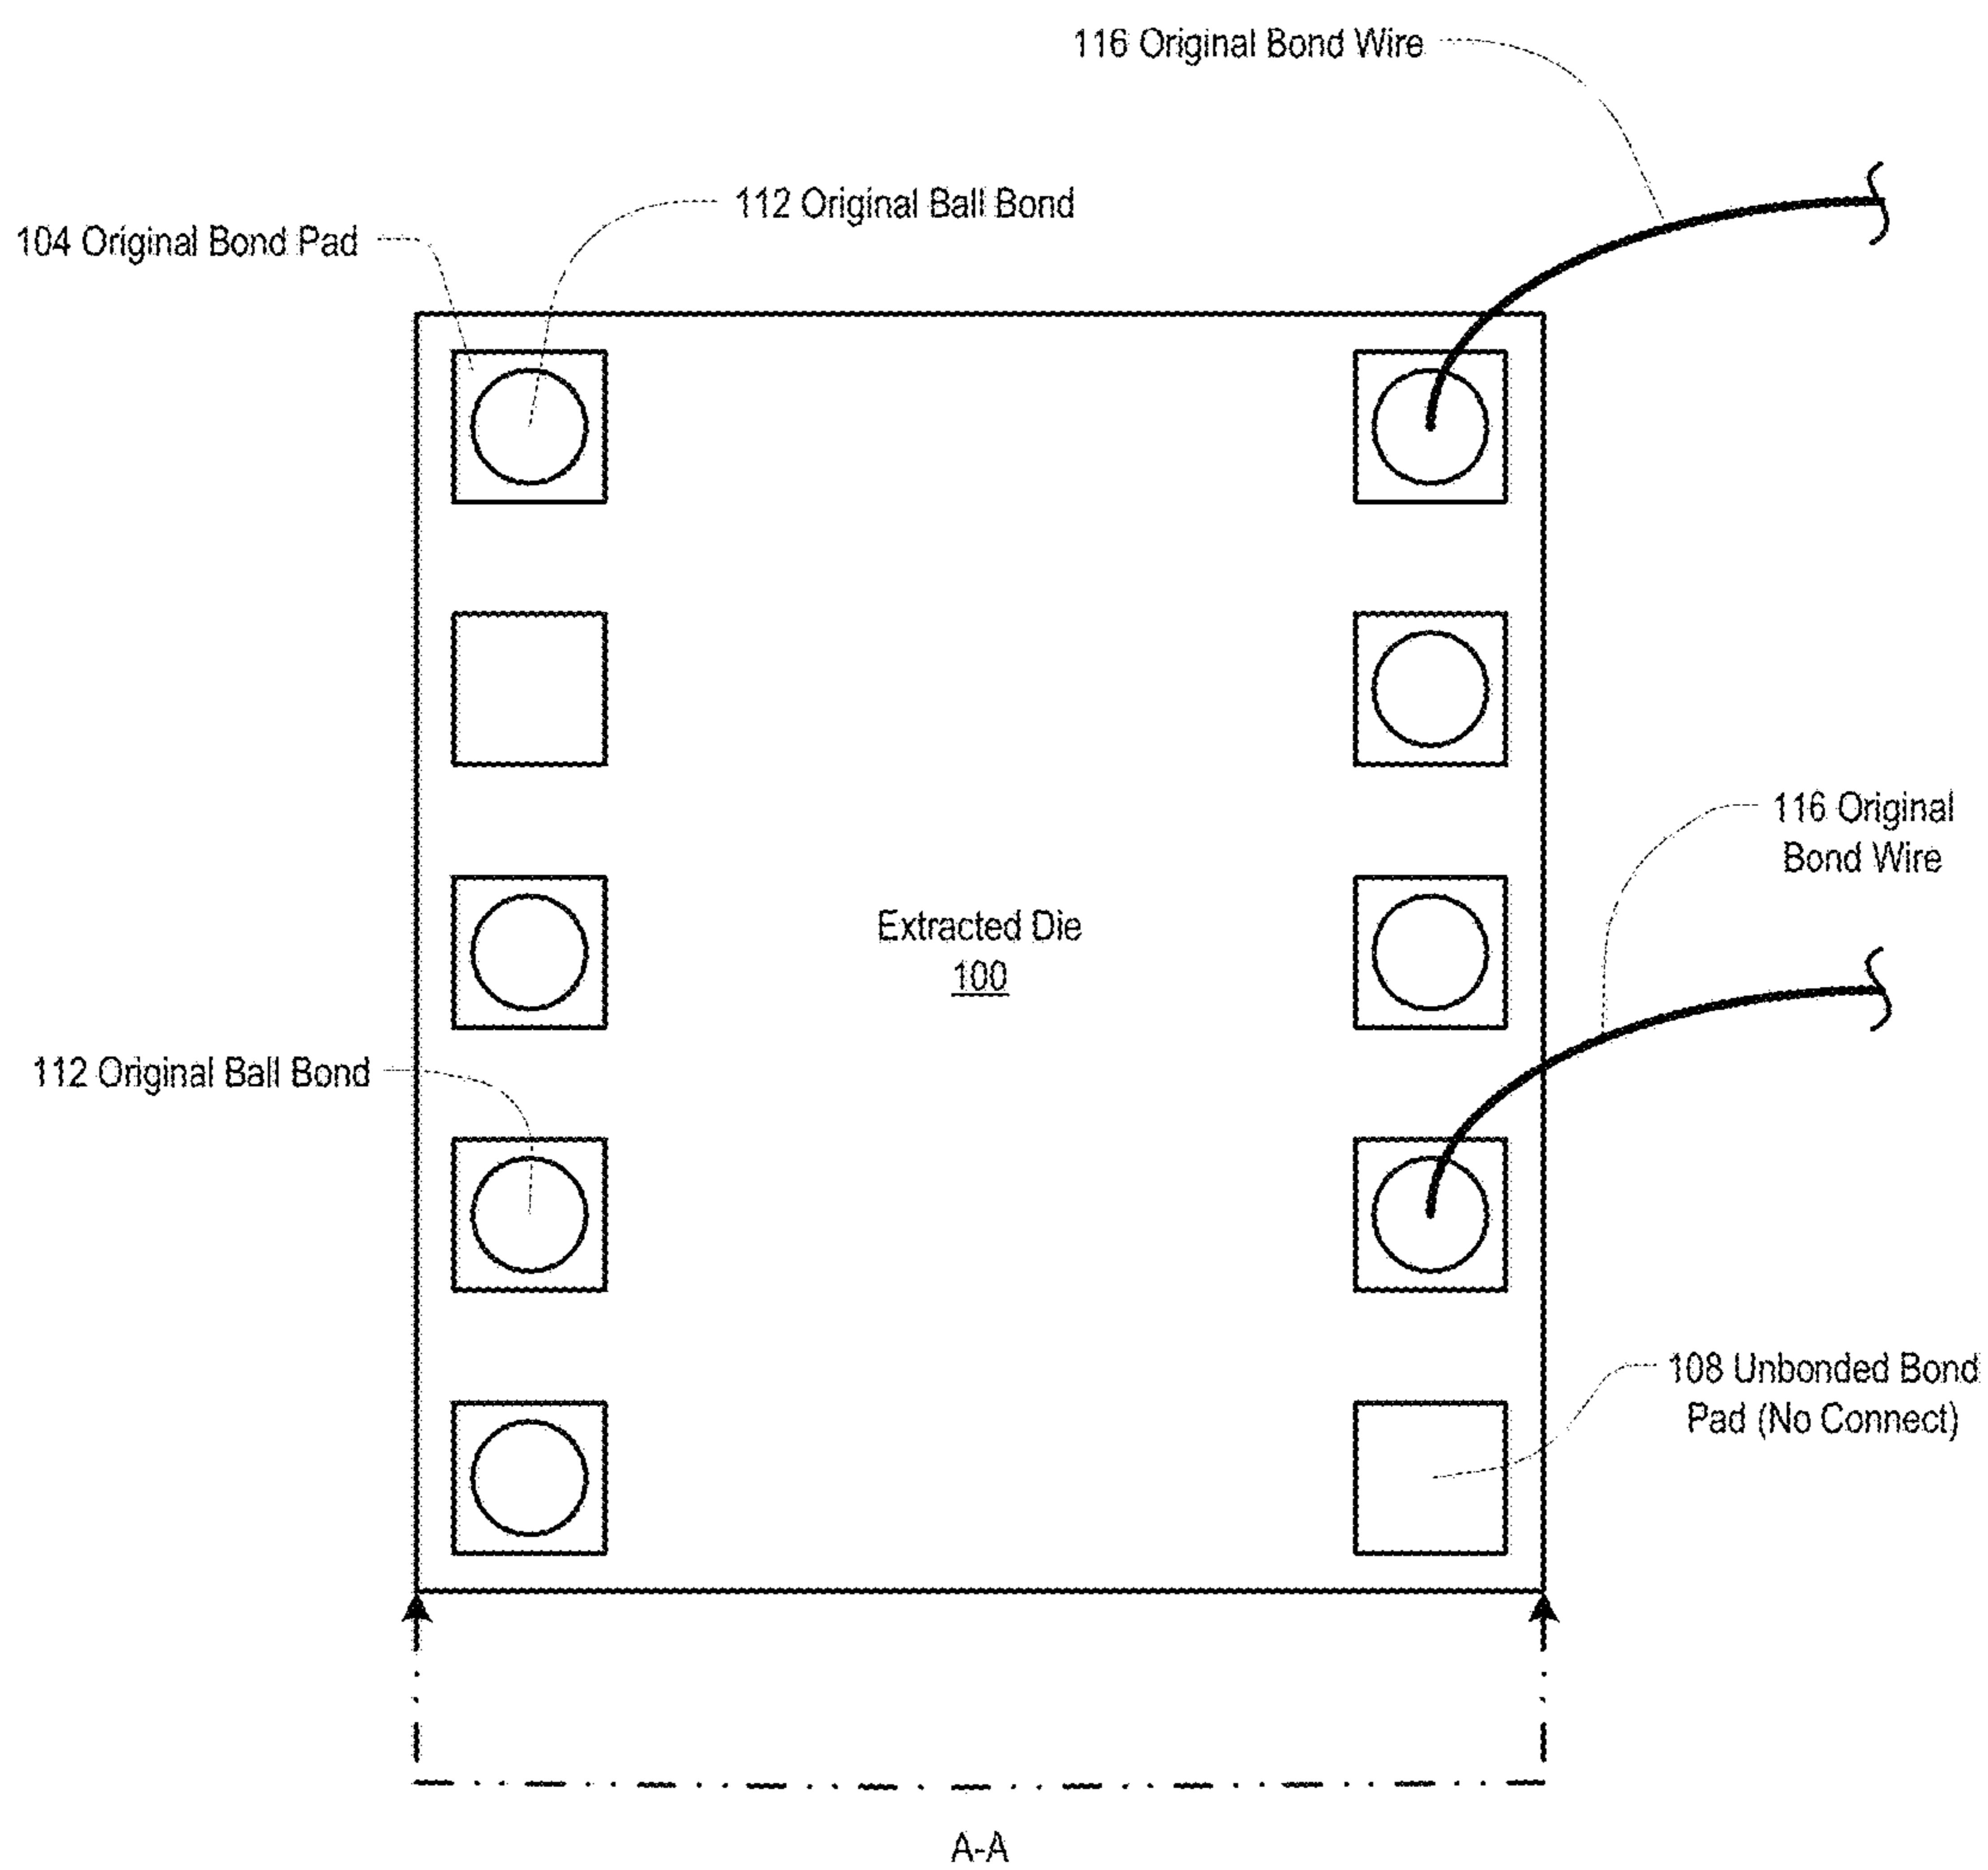 116 Original Bond Wire
112 Original Ball Bond
104 Original Bond Pad
116 Original
Bond Wire
Extracted Die
100
112 Original Ball Bond
108 Unbonded Bond
Pad (No Connect)
A-A